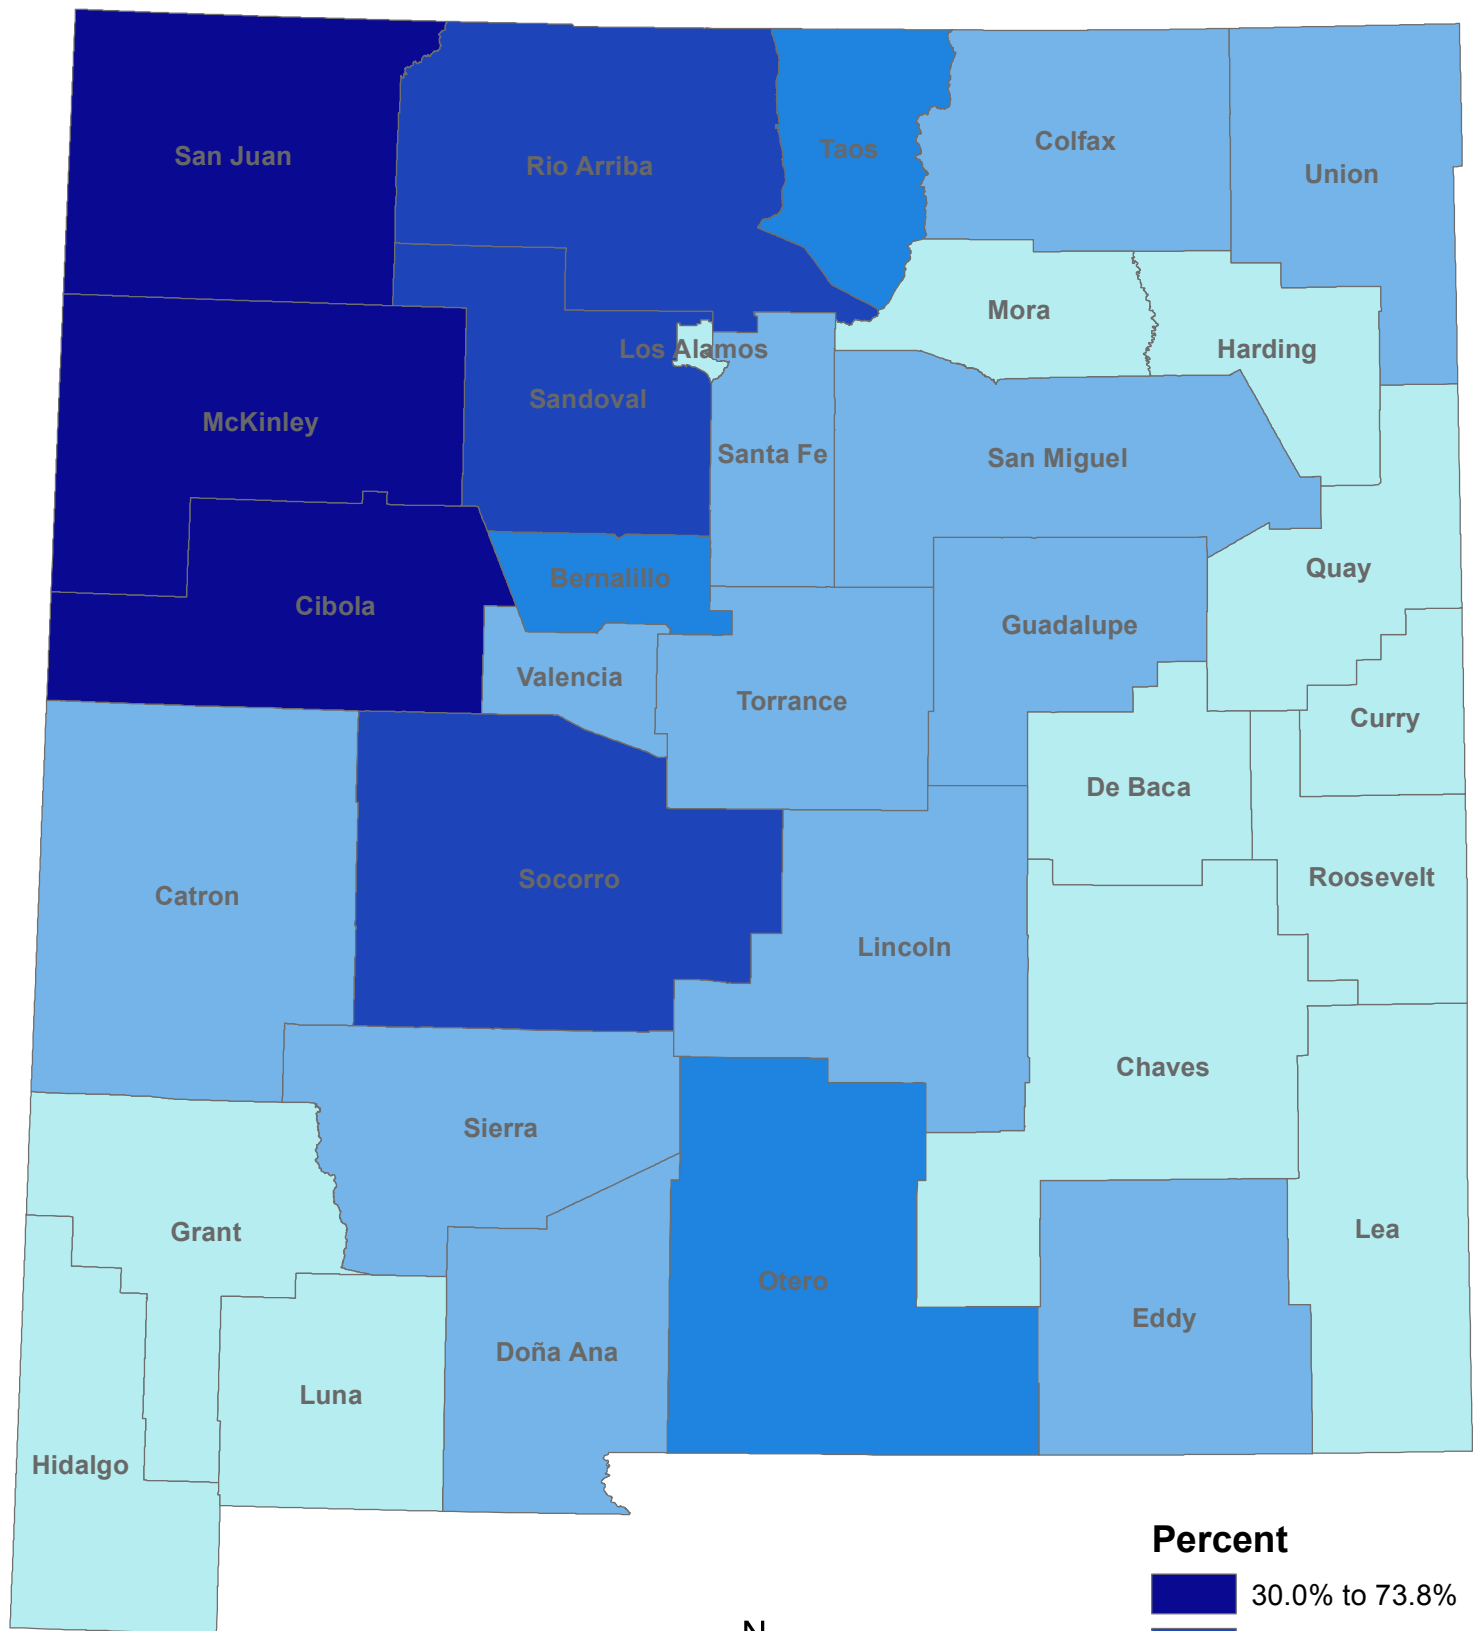 San Juan
Rio Arriba
Taos
Colfax
Union
Mora
Harding
Los Alamos
Sandoval
McKinley
Santa Fe
San Miguel
Quay
Bernalillo
Cibola
Guadalupe
Valencia
Torrance
Curry
De Baca
Roosevelt
Socorro
Catron
Lincoln
Chaves
Sierra
Grant
Lea
Otero
Eddy
Doña Ana
Luna
Hidalgo
Percent
30.0% to 73.8%
N